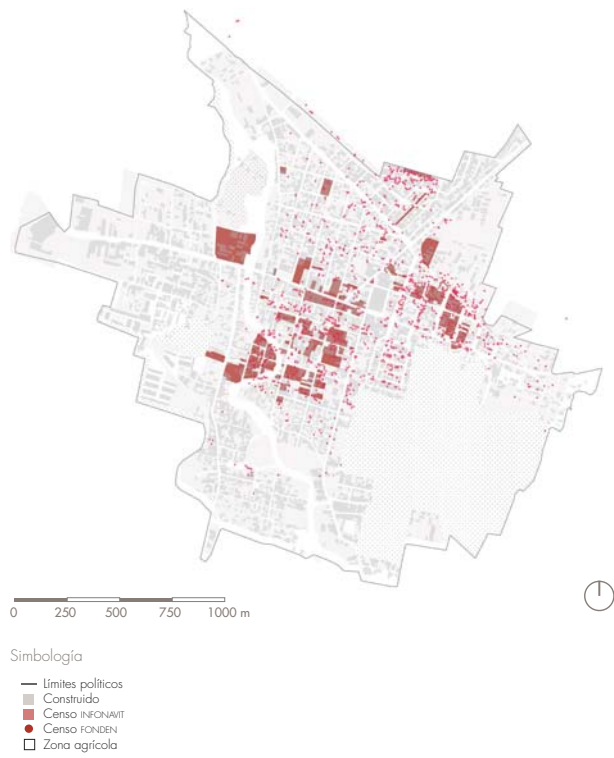 0 250 500 750 1000 m
Simbología
Límites políticos
Construido
Censo INFONAVIT
Censo FONDEN
Zona agrícola